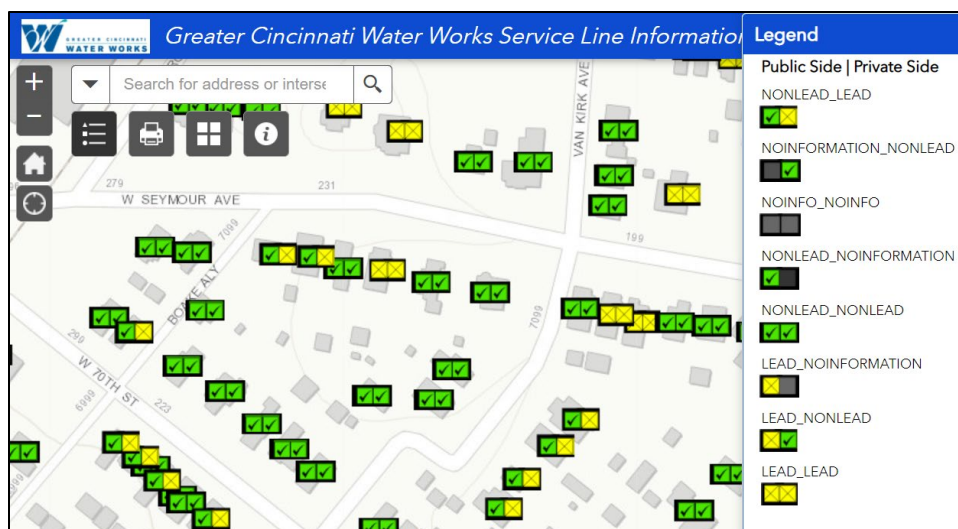 GREATER CINCINNATI
WATER WORKS
Greater Cincinnati Water Works Service Line Information
Legend
Search for address or interse
Public Side | Private Side
NONLEAD_LEAD
NOINFORMATION_NONLEAD
NOINFO_NOINFO
NONLEAD_NOINFORMATION
NONLEAD_NONLEAD
LEAD_NOINFORMATION
LEAD_NONLEAD
LEAD_LEAD
VAN KIRK AVE
279
231
W SEYMOUR AVE
199
7099
BOAKE ALY
7099
299
W 70TH ST
6999
223